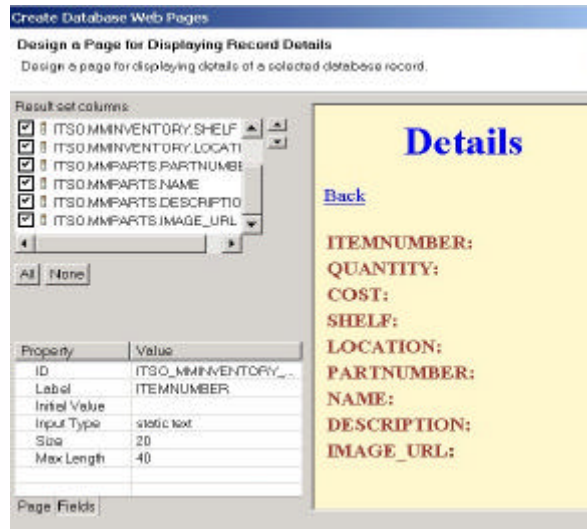 Create Database Web Pages
Design a Page for Displaying Record Details
Design a page for displaying details of a selected database record.
Result set columns
ITSO.MMINVENTORY.SHELF
ITSO.MMINVENTORY.LOCATI
ITSO.MMPARTS.PARTNUMBE
ITSO.MMPARTS.NAME
ITSO.MMPARTS.DESCRIPTIO
ITSO.MMPARTS.IMAGE_URL
All None
Property Value
ID ITSO_MMINVENTORY_...
Label ITEMNUMBER
Initial Value
Input Type static text
Size 20
Max Length 40
Page Fields
Details
Back
ITEMNUMBER:
QUANTITY:
COST:
SHELF:
LOCATION:
PARTNUMBER:
NAME:
DESCRIPTION:
IMAGE_URL: